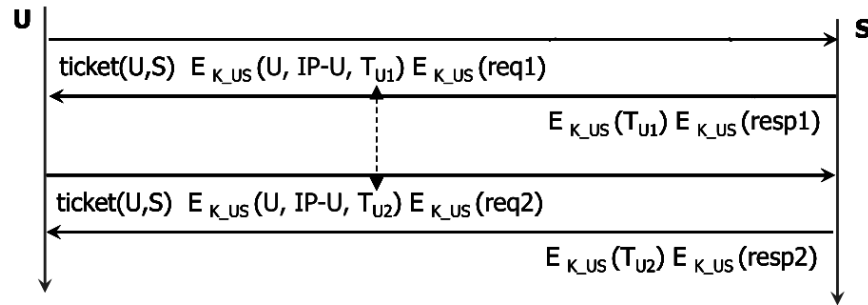 U
S
ticket(U,S) E K_US (U, IP-U, TU1) E K_US (req1)
E K_US (TU1) E K_US (resp1)
ticket(U,S) E K_US (U, IP-U, TU2) E K_US (req2)
E K_US (TU2) E K_US (resp2)